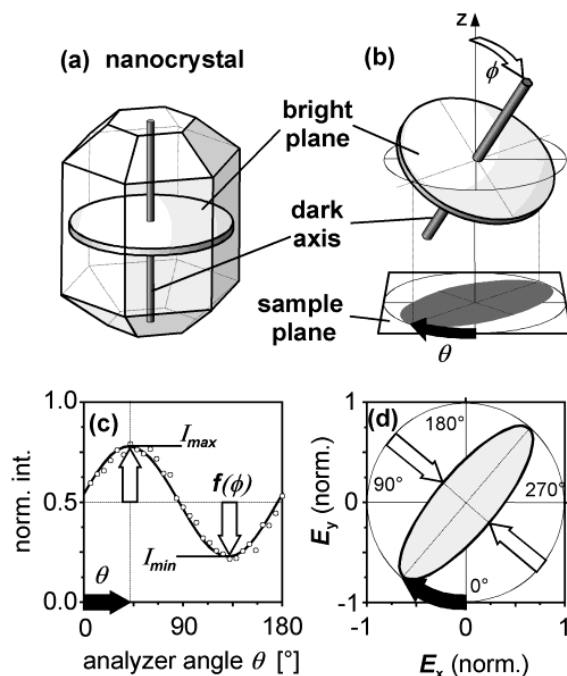 (a) nanocrystal
(b)
z
ϕ
bright
plane
dark
axis
sample
plane
θ
(c)
I_max
f(ϕ)
I_min
θ
norm. int.
1.0
0.5
0.0
0
90
180
analyzer angle θ [°]
(d)
180°
90°
270°
0°
E_y (norm.)
1
0
-1
-1
0
1
E_x (norm.)